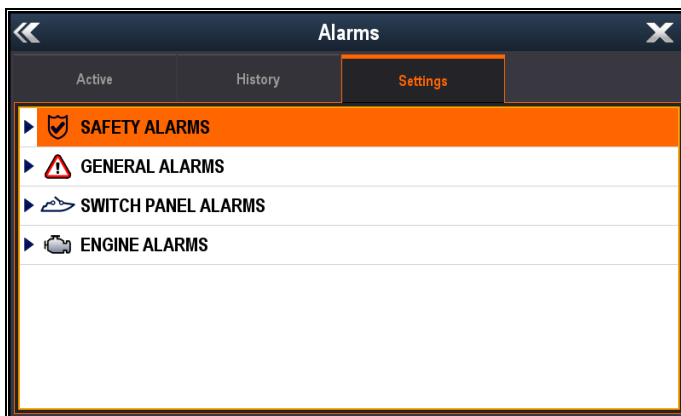 Alarms
Active History Settings
SAFETY ALARMS
GENERAL ALARMS
SWITCH PANEL ALARMS
ENGINE ALARMS